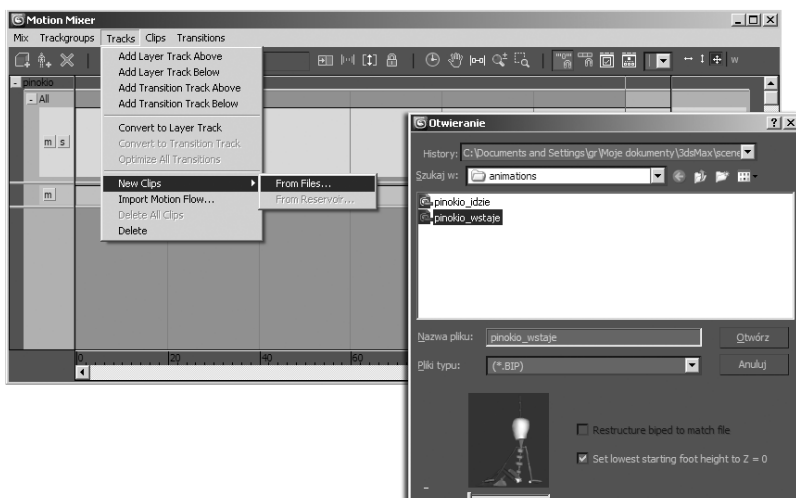 Motion Mixer
Mix Trackgroups Tracks Clips Transitions
pinokio
All
m s
m
Add Layer Track Above
Add Layer Track Below
Add Transition Track Above
Add Transition Track Below
Convert to Layer Track
Convert to Transition Track
Optimize All Transitions
New Clips
Import Motion Flow...
Delete All Clips
Delete
From Files...
From Reservoir...
W
0 20 40 60
Otwieranie
History: C:\Documents and Settings\gr\Moje dokumenty\3dsMax\scene
Szukaj w: animations
pinokio_idzie
pinokio_wstaje
Nazwa pliku: pinokio_wstaje Otwórz
Pliki typu: (*.BIP) Anuluj
Restructure biped to match file
Set lowest starting foot height to Z = 0